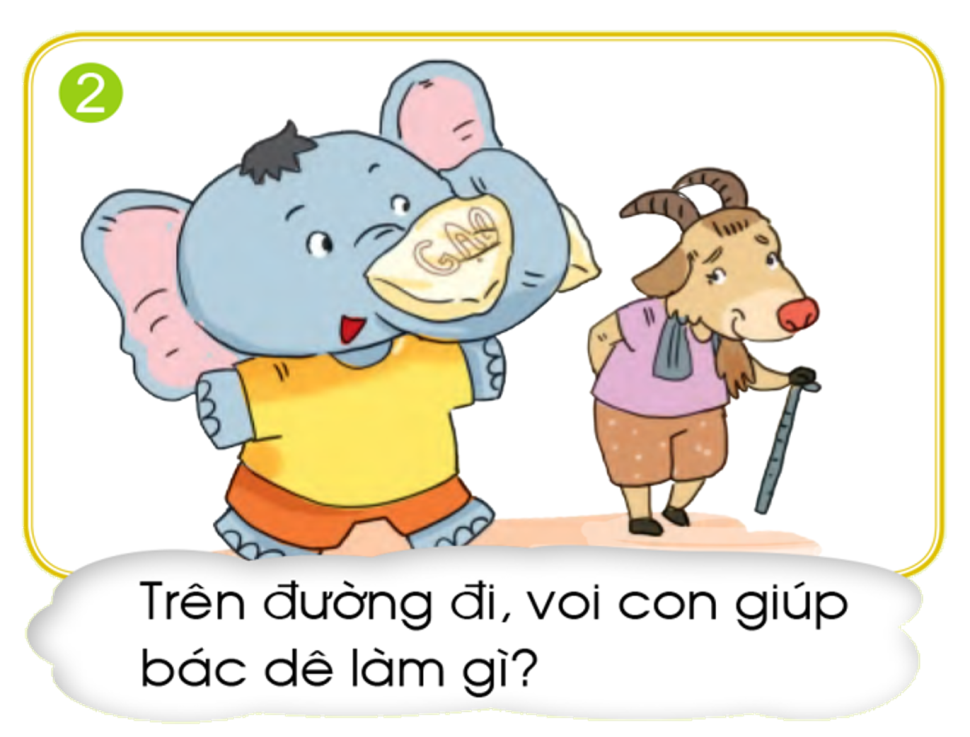 2
GẠO
Trên đường đi, voi con giúp
bác dê làm gì?